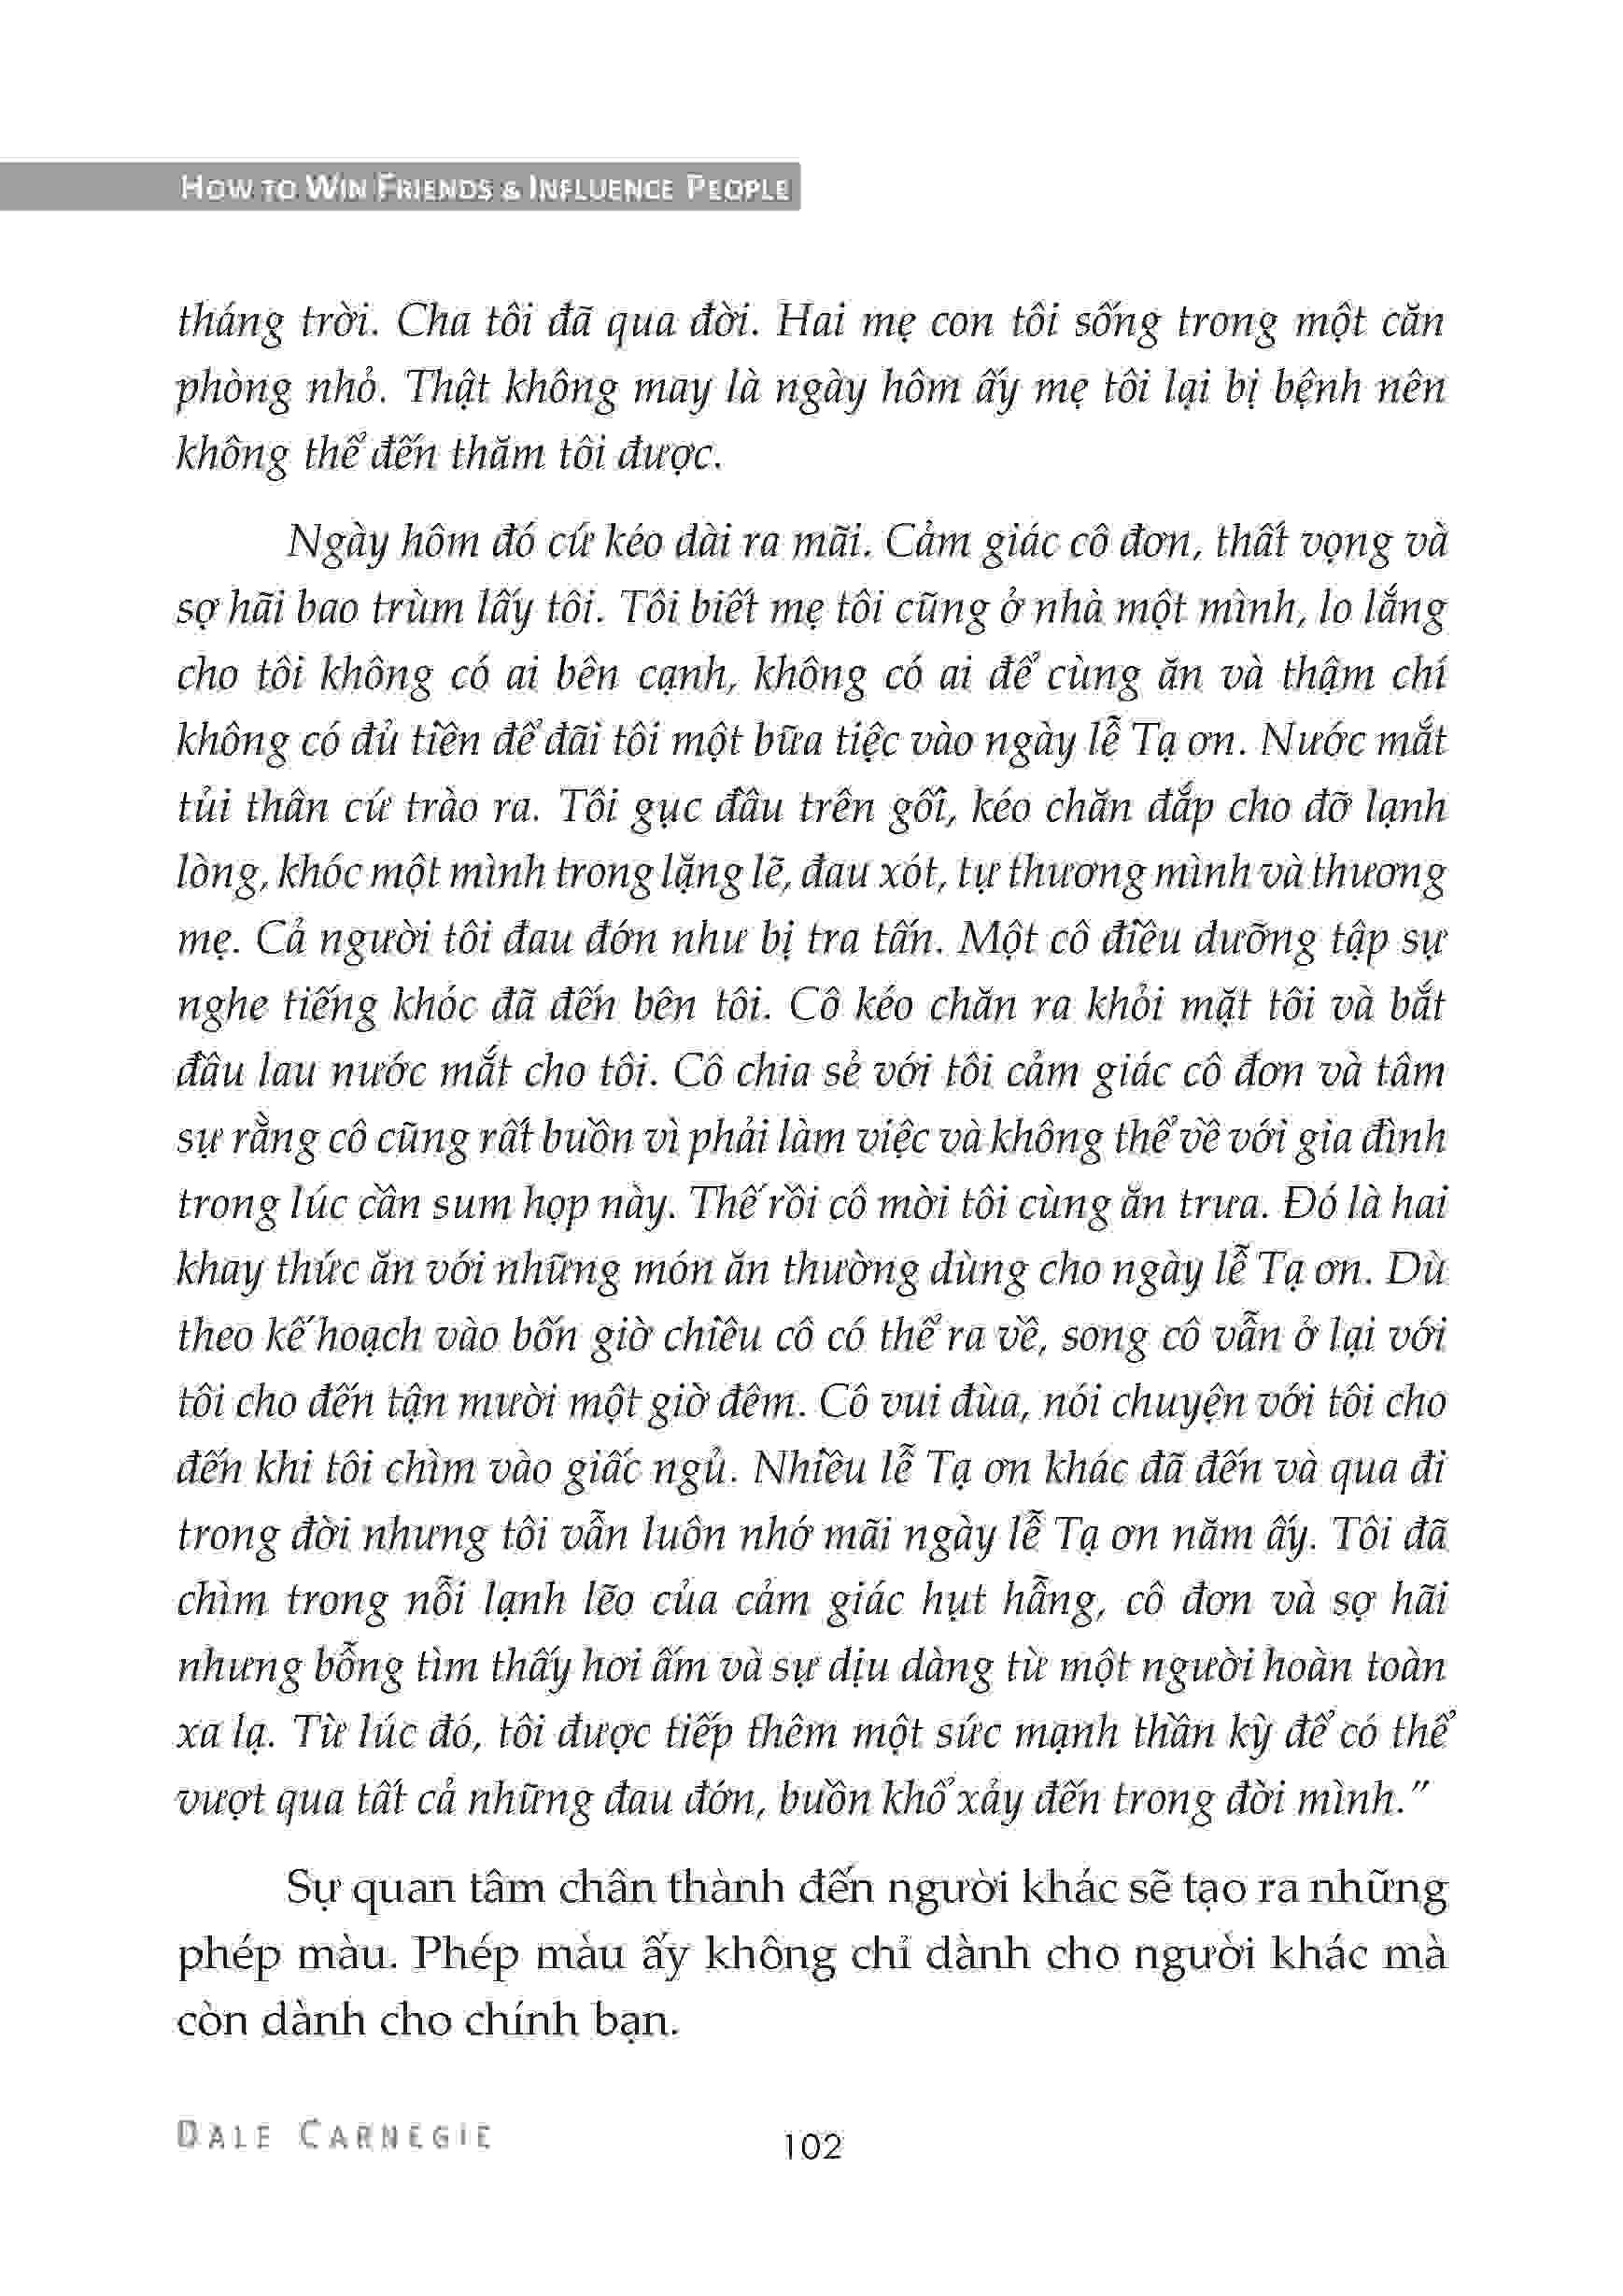 HOW TO WIN FRIENDS & INFLUENCE PEOPLE
tháng trời. Cha tôi đã qua đời. Hai mẹ con tôi sống trong một căn
phòng nhỏ. Thật không may là ngày hôm ấy mẹ tôi lại bị bệnh nên
không thể đến thăm tôi được.
Ngày hôm đó cứ kéo dài ra mãi. Cảm giác cô đơn, thất vọng và
sợ hãi bao trùm lấy tôi. Tôi biết mẹ tôi cũng ở nhà một mình, lo lắng
cho tôi không có ai bên cạnh, không có ai để cùng ăn và thậm chí
không có đủ tiền để đãi tôi một bữa tiệc vào ngày lễ Tạ ơn. Nước mắt
tủi thân cứ trào ra. Tôi gục đầu trên gối, kéo chăn đắp cho đỡ lạnh
lòng, khóc một mình trong lặng lẽ, đau xót, tự thương mình và thương
mẹ. Cả người tôi đau đớn như bị tra tấn. Một cô điều dưỡng tập sự
nghe tiếng khóc đã đến bên tôi. Cô kéo chăn ra khỏi mặt tôi và bắt
đầu lau nước mắt cho tôi. Cô chia sẻ với tôi cảm giác cô đơn và tâm
sự rằng cô cũng rất buồn vì phải làm việc và không thể về với gia đình
trong lúc cần sum họp này. Thế rồi cô mời tôi cùng ăn trưa. Đó là hai
khay thức ăn với những món ăn thường dùng cho ngày lễ Tạ ơn. Dù
theo kế hoạch vào bốn giờ chiều cô có thể ra về, song cô vẫn ở lại với
tôi cho đến tận mười một giờ đêm. Cô vui đùa, nói chuyện với tôi cho
đến khi tôi chìm vào giấc ngủ. Nhiều lễ Tạ ơn khác đã đến và qua đi
trong đời nhưng tôi vẫn luôn nhớ mãi ngày lễ Tạ ơn năm ấy. Tôi đã
chìm trong nỗi lạnh lẽo của cảm giác hụt hẫng, cô đơn và sợ hãi
nhưng bỗng tìm thấy hơi ấm và sự dịu dàng từ một người hoàn toàn
xa lạ. Từ lúc đó, tôi được tiếp thêm một sức mạnh thần kỳ để có thể
vượt qua tất cả những đau đớn, buồn khổ xảy đến trong đời mình.”
Sự quan tâm chân thành đến người khác sẽ tạo ra những
phép màu. Phép màu ấy không chỉ dành cho người khác mà
còn dành cho chính bạn.
DALE CARNEGIE
102